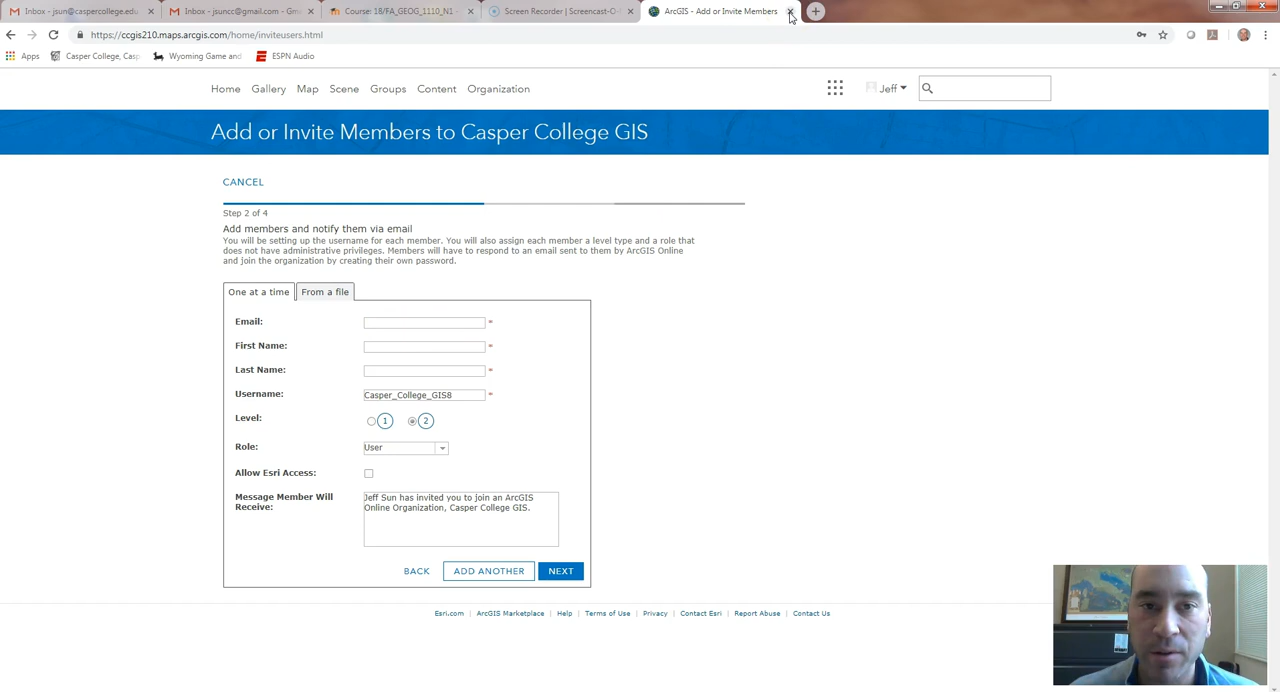 Inbox - jsun@caspercollege.edu
Inbox - jsuncc@gmail.com - Gm
Course: 18/FA_GEOG_1110_N1 -
Screen Recorder | Screencast-O-
ArcGIS - Add or Invite Members
https://ccgis210.maps.arcgis.com/home/inviteusers.html
Apps
Casper College, Casp
Wyoming Game and
ESPN Audio
Home Gallery Map Scene Groups Content Organization
Jeff
Add or Invite Members to Casper College GIS
CANCEL
Step 2 of 4
Add members and notify them via email
You will be setting up the username for each member. You will also assign each member a level type and a role that
does not have administrative privileges. Members will have to respond to an email sent to them by ArcGIS Online
and join the organization by creating their own password.
One at a time From a file
Email: *
First Name: *
Last Name: *
Username: Casper_College_GIS8 *
Level: 1 2
Role: User
Allow Esri Access:
Message Member Will
Receive:
Jeff Sun has invited you to join an ArcGIS
Online Organization, Casper College GIS.
BACK ADD ANOTHER NEXT
Esri.com | ArcGIS Marketplace | Help | Terms of Use | Privacy | Contact Esri | Report Abuse | Contact Us